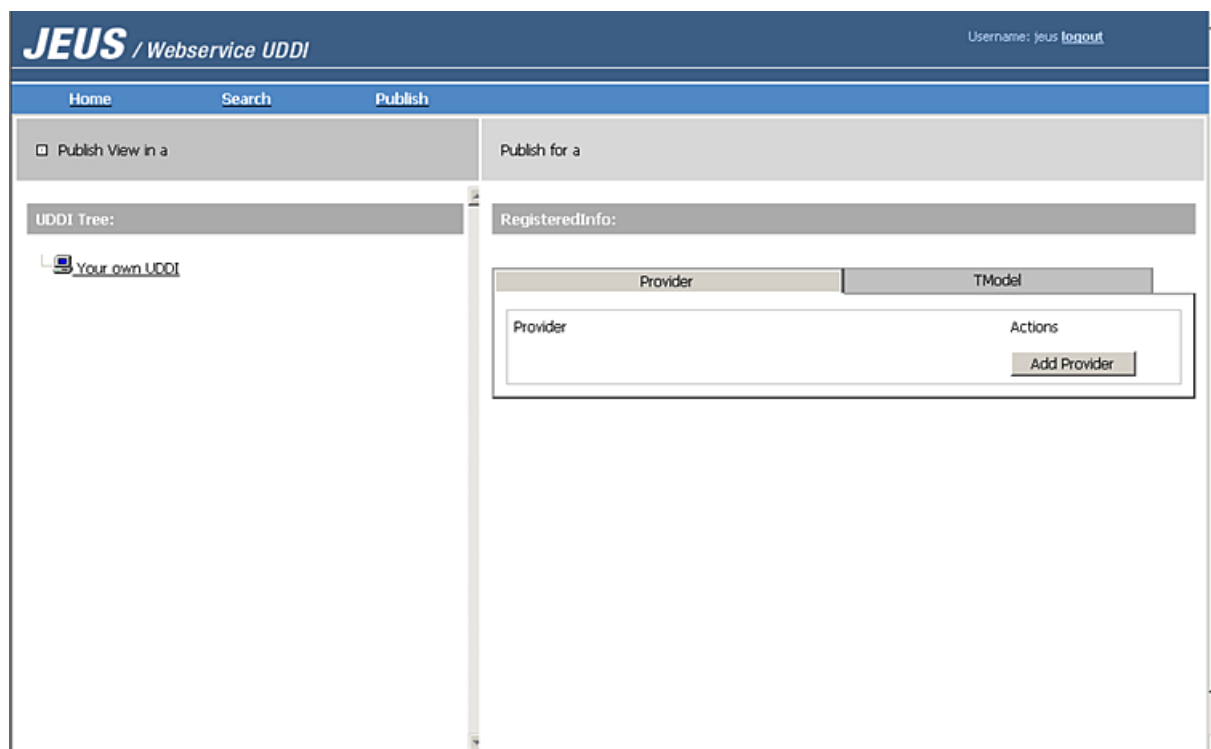 JEUS / Webservice UDDI
Username: jeus logout
Home Search Publish
Publish View in a
Publish for a
UDDI Tree:
RegisteredInfo:
Your own UDDI
Provider TModel
Provider Actions
Add Provider